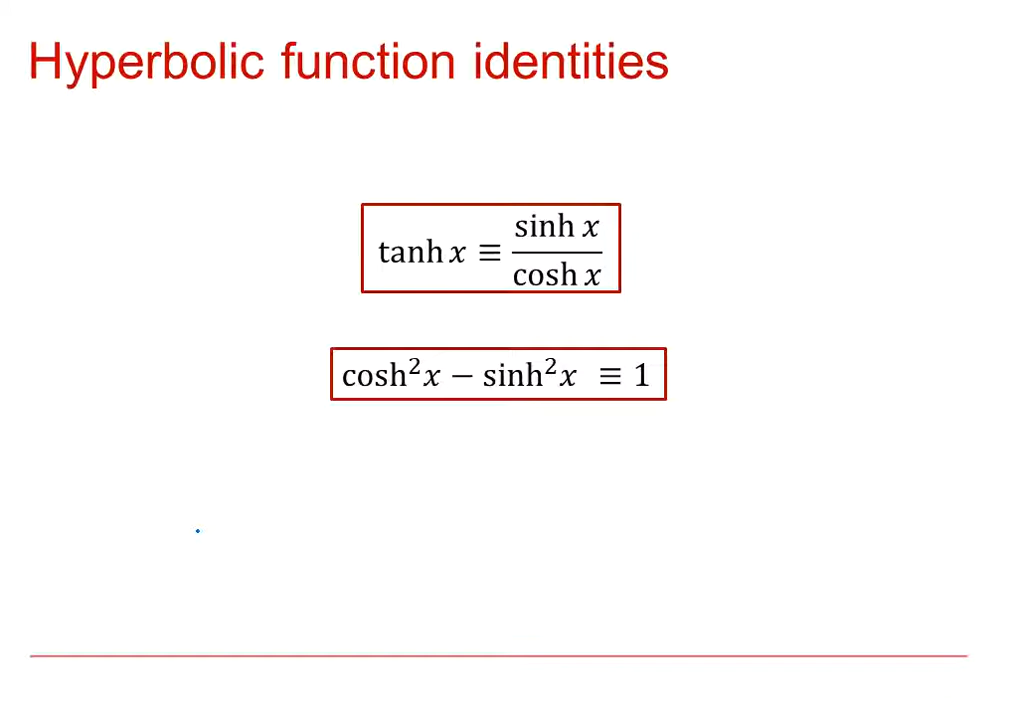 Hyperbolic function identities
tanh x ≡ sinh x / cosh x
cosh²x − sinh²x ≡ 1